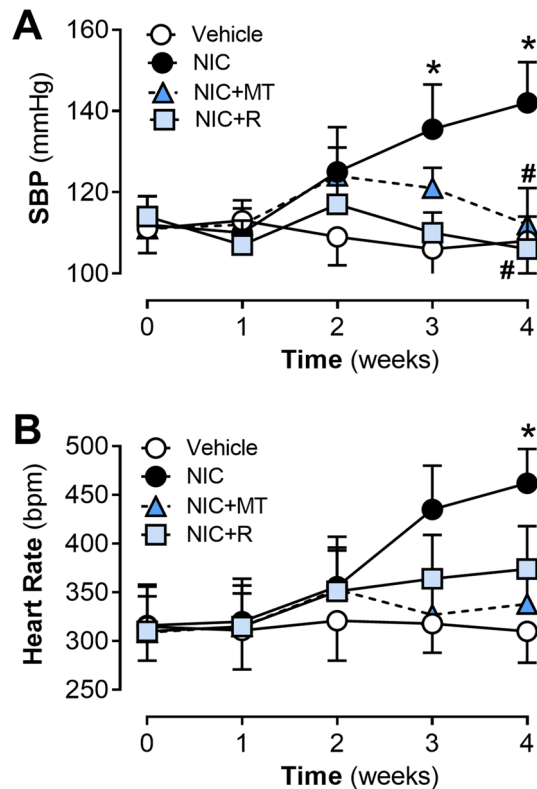 A
160
140
120
100
SBP (mmHg)
Vehicle
NIC
NIC+MT
NIC+R
*
*
#
#
0 1 2 3 4
Time (weeks)
B
500
450
400
350
300
250
Heart Rate (bpm)
Vehicle
NIC
NIC+MT
NIC+R
*
0 1 2 3 4
Time (weeks)